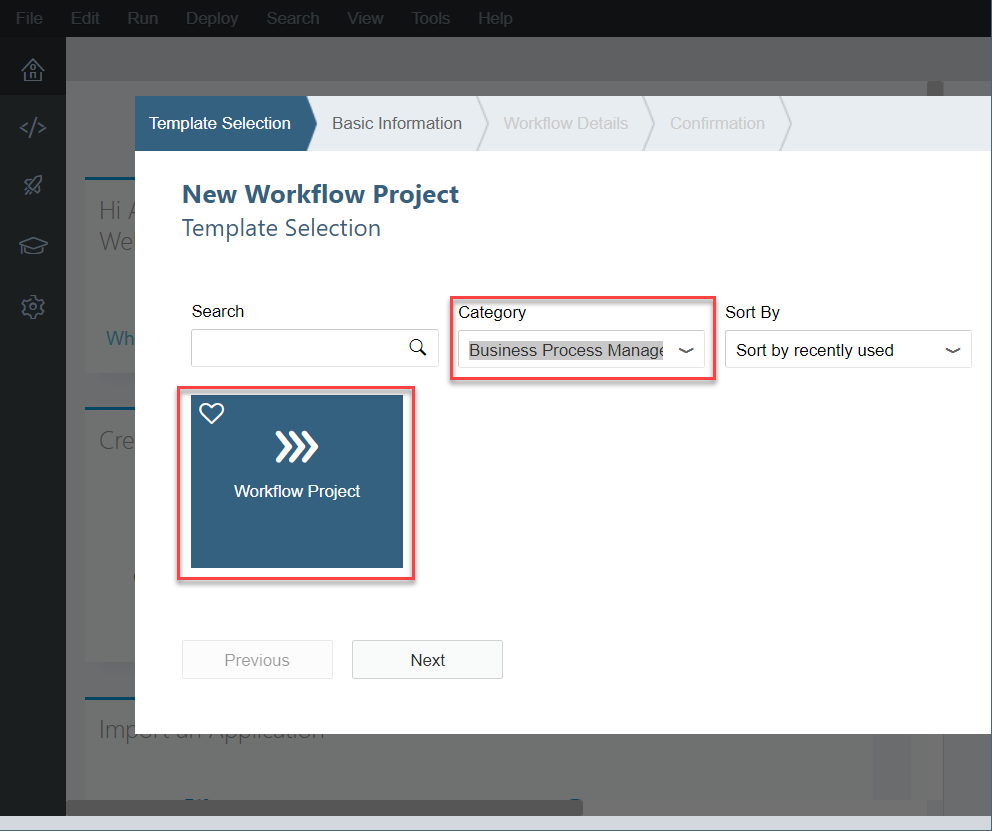 File Edit Run Deploy Search View Tools Help
Template Selection Basic Information Workflow Details Confirmation
New Workflow Project
Template Selection
Hi
We
Search Category Sort By
Business Process Manage Sort by recently used
Wh
Workflow Project
Cre
Previous Next
Import an Application